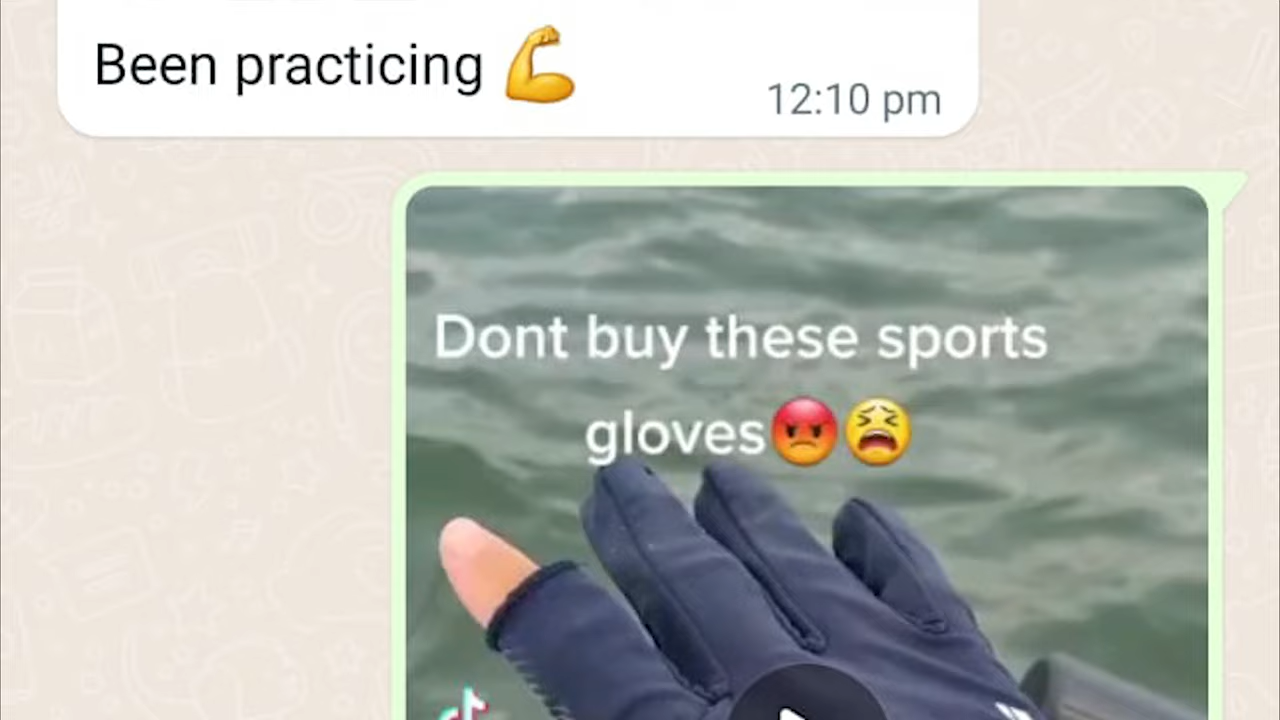 Been practicing 💪
12:10 pm
Dont buy these sports
gloves😡😫